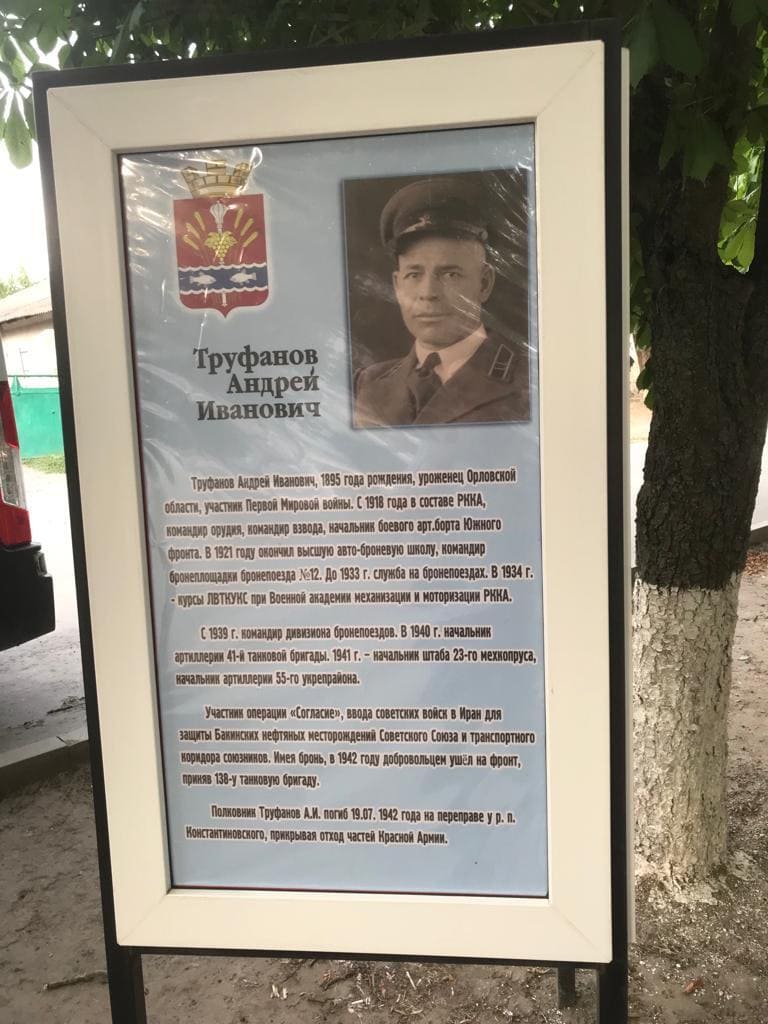 Труфанов
Андрей
Иванович
Труфанов Андрей Иванович, 1895 года рождения, уроженец Орловской
области, участник Первой Мировой войны. С 1918 года в составе РККА,
командир орудия, командир взвода, начальник боевого арт.борта Южного
фронта. В 1921 году окончил высшую авто-броневую школу, командир
бронеплощадки бронепоезда №12. До 1933 г. служба на бронепоездах. В 1934 г.
- курсы ЛВТКУКС при Военной академии механизации и моторизации РККА.
С 1939 г. командир дивизиона бронепоездов. В 1940 г. начальник
артиллерии 41-й танковой бригады. 1941 г. – начальник штаба 23-го мехкопруса,
начальник артиллерии 55-го укрепрайона.
Участник операции «Согласие», ввода советских войск в Иран для
защиты Бакинских нефтяных месторождений Советского Союза и транспортного
коридора союзников. Имея бронь, в 1942 году добровольцем ушёл на фронт,
приняв 138-у танковую бригаду.
Полковник Труфанов А.И. погиб 19.07. 1942 года на переправе у р. п.
Константиновского, прикрывая отход частей Красной Армии.